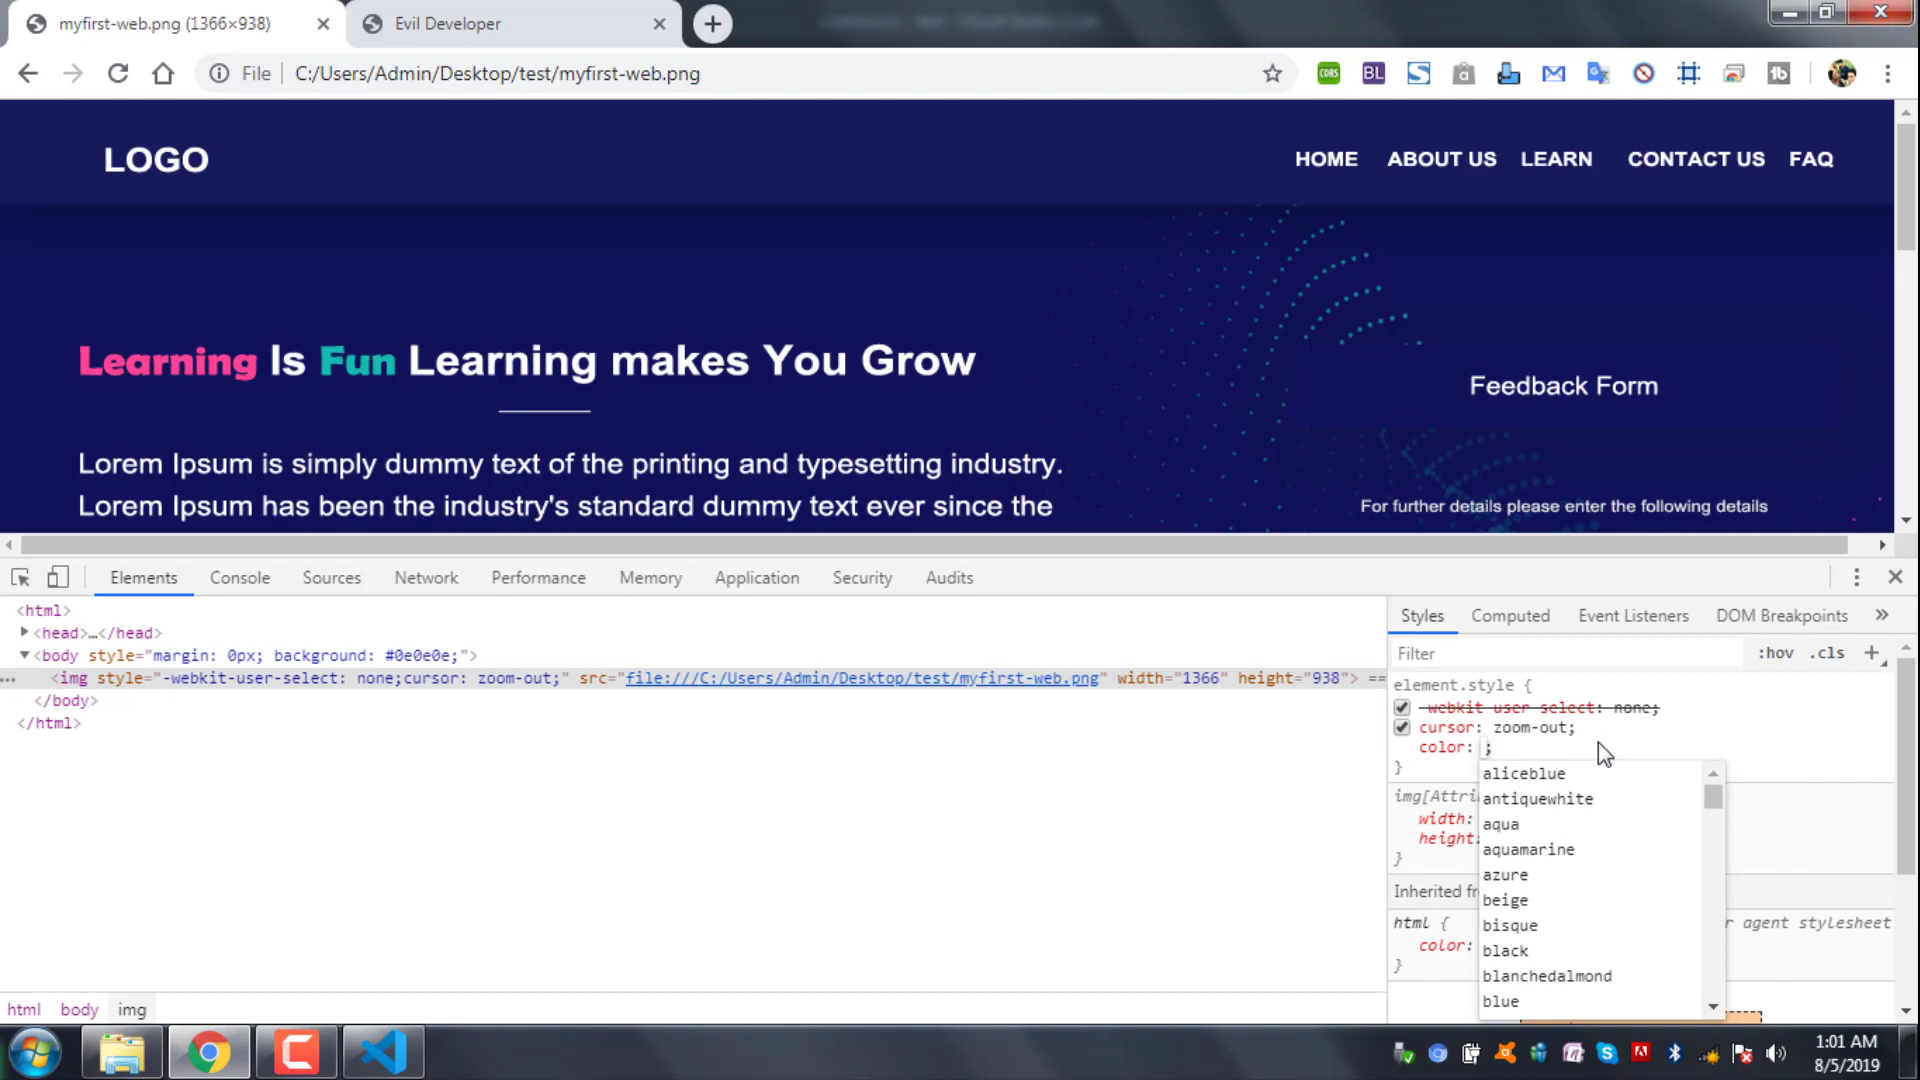 myfirst-web.png (1366×938)
Evil Developer
File
C:/Users/Admin/Desktop/test/myfirst-web.png
CORS
BL
LOGO
HOME ABOUT US LEARN CONTACT US FAQ
Learning Is Fun Learning makes You Grow
Feedback Form
Lorem Ipsum is simply dummy text of the printing and typesetting industry.
Lorem Ipsum has been the industry's standard dummy text ever since the
For further details please enter the following details
Elements Console Sources Network Performance Memory Application Security Audits
<html>
<head>…</head>
<body style="margin: 0px; background: #0e0e0e;">
<img style="-webkit-user-select: none;cursor: zoom-out;" src="file:///C:/Users/Admin/Desktop/test/myfirst-web.png" width="1366" height="938"> ==
</body>
</html>
html body img
Styles Computed Event Listeners DOM Breakpoints »
Filter :hov .cls +
element.style {
-webkit-user-select: none;
cursor: zoom-out;
color: ;
}
aliceblue
antiquewhite
aqua
aquamarine
azure
beige
bisque
black
blanchedalmond
blue
img[Attri
width:
height:
}
Inherited fr
html { r agent stylesheet
color:
}
1:01 AM
8/5/2019